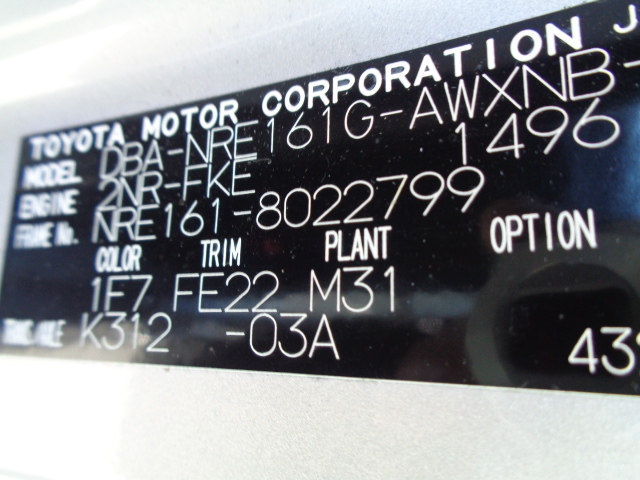 TOYOTA MOTOR CORPORATION J
MODEL DBA-NRE161G-AWXNB-
ENGINE 2NR-FKE 1496
FRAME No. NRE161-8022799
COLOR TRIM PLANT OPTION
1F7 FE22 M31
TRANS/AXLE K312 -03A 43